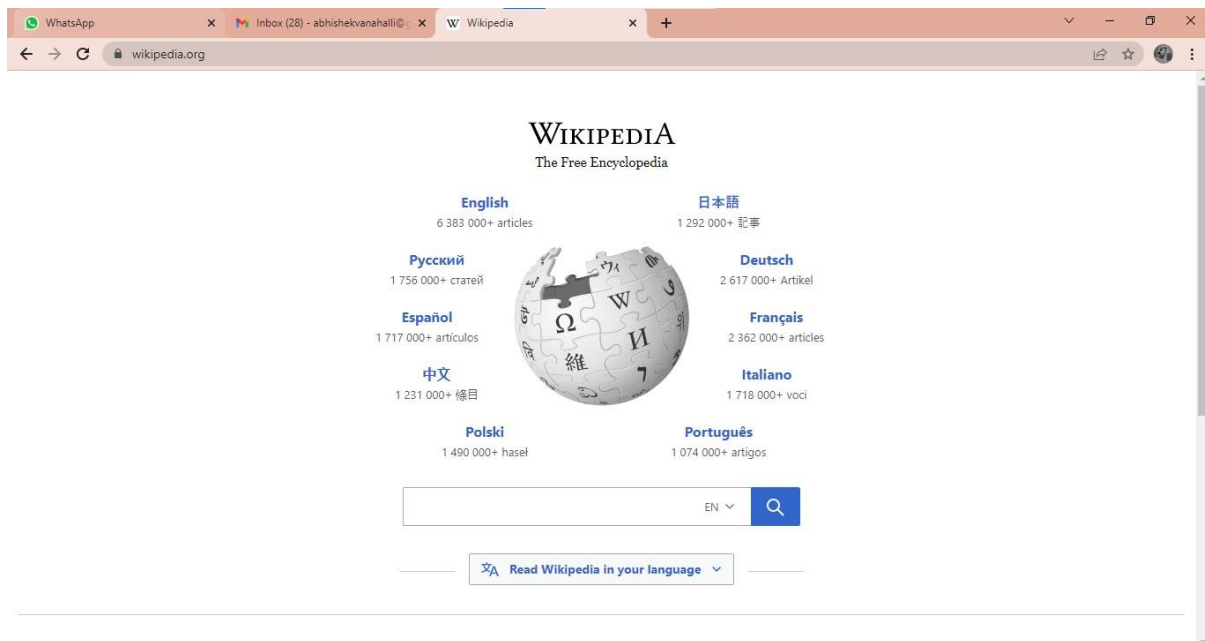 WhatsApp
Inbox (28) - abhishekvanahalli@g
Wikipedia
wikipedia.org
WIKIPEDIA
The Free Encyclopedia
English
6 383 000+ articles
日本語
1 292 000+ 記事
Русский
1 756 000+ статей
Deutsch
2 617 000+ Artikel
Español
1 717 000+ artículos
Français
2 362 000+ articles
中文
1 231 000+ 條目
Italiano
1 718 000+ voci
Polski
1 490 000+ haseł
Português
1 074 000+ artigos
Ω
W
И
維
ウィ
EN
Read Wikipedia in your language